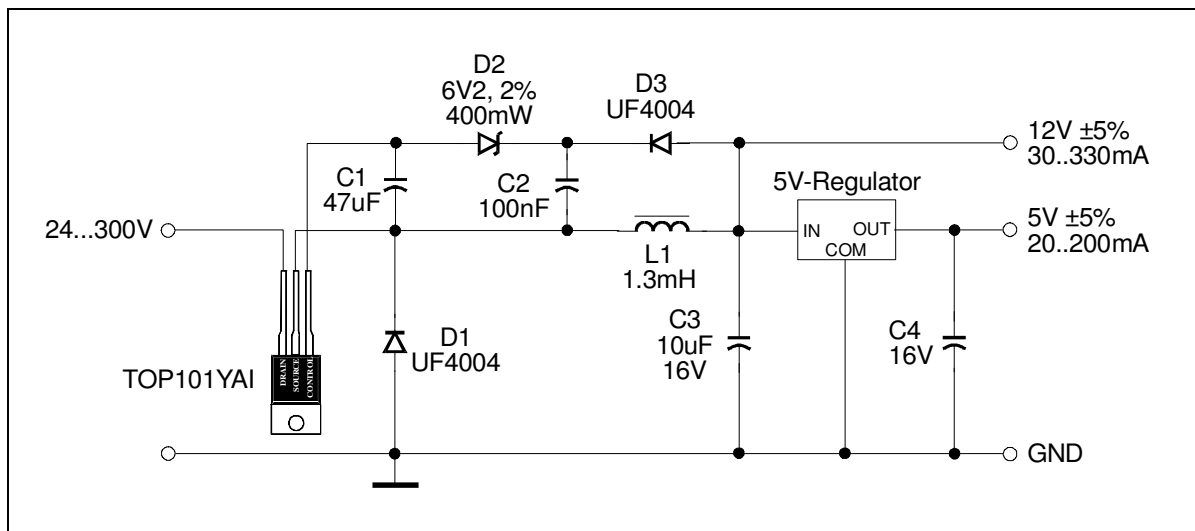 D2
6V2, 2%
400mW
D3
UF4004
12V ±5%
30..330mA
C1
47uF
C2
100nF
5V-Regulator
24...300V
IN
OUT
COM
5V ±5%
20..200mA
L1
1.3mH
D1
UF4004
C3
10uF
16V
C4
16V
TOP101YAI
DRAIN
SOURCE
CONTROL
GND